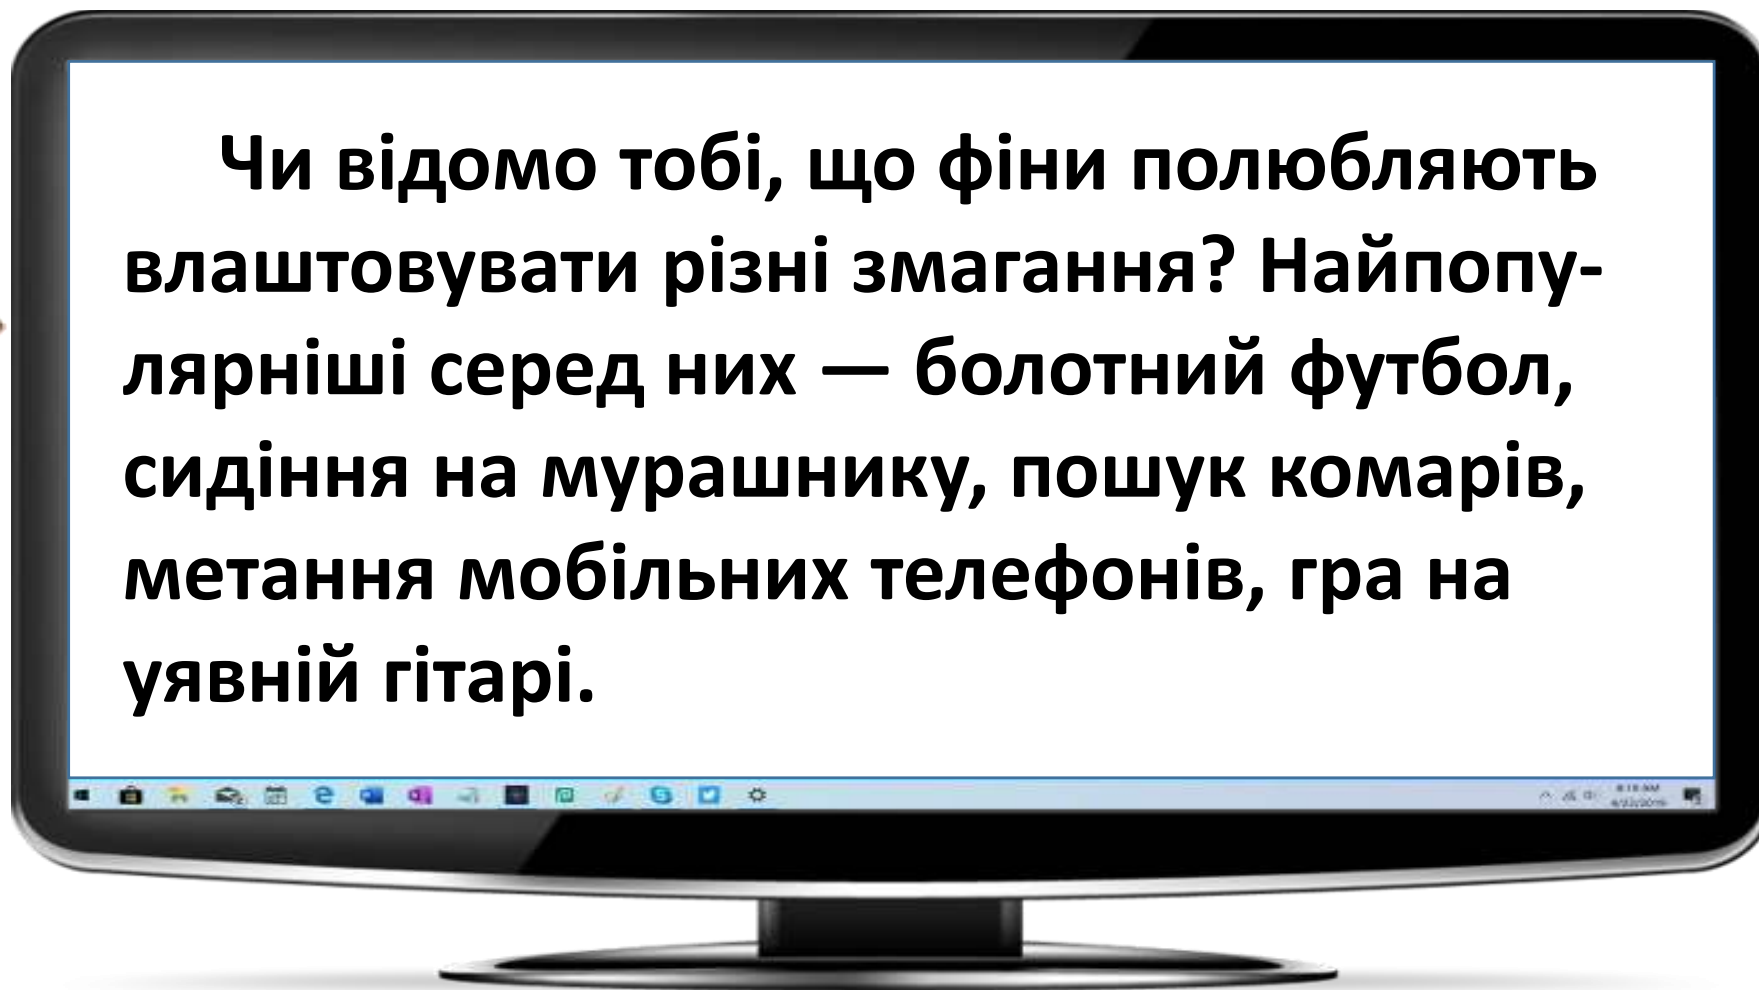 Чи відомо тобі, що фіни полюбляють
влаштовувати різні змагання? Найпопу-
лярніші серед них — болотний футбол,
сидіння на мурашнику, пошук комарів,
метання мобільних телефонів, гра на
уявній гітарі.